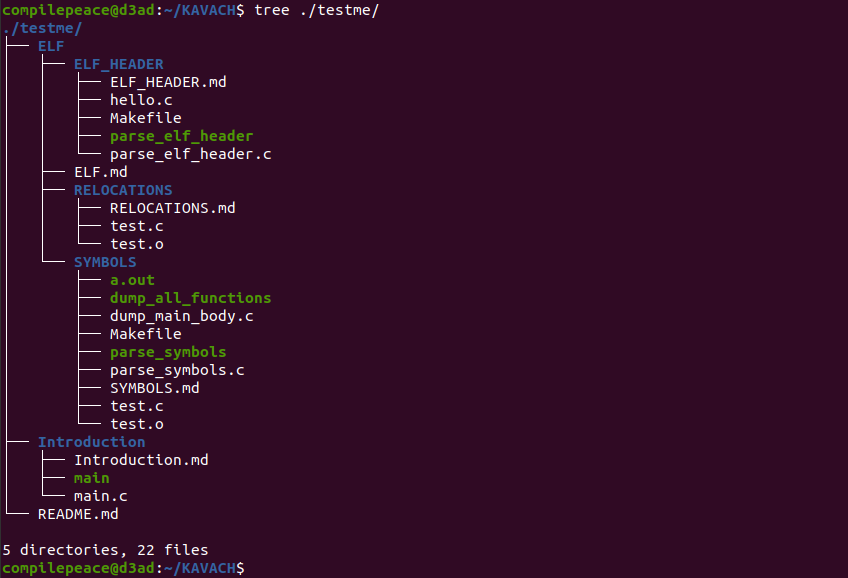 compilepeace@d3ad:~/KAVACH$ tree ./testme/
./testme/
├── ELF
│   ├── ELF_HEADER
│   │   ├── ELF_HEADER.md
│   │   ├── hello.c
│   │   ├── Makefile
│   │   ├── parse_elf_header
│   │   └── parse_elf_header.c
│   ├── ELF.md
│   ├── RELOCATIONS
│   │   ├── RELOCATIONS.md
│   │   ├── test.c
│   │   └── test.o
│   └── SYMBOLS
│       ├── a.out
│       ├── dump_all_functions
│       ├── dump_main_body.c
│       ├── Makefile
│       ├── parse_symbols
│       ├── parse_symbols.c
│       ├── SYMBOLS.md
│       ├── test.c
│       └── test.o
├── Introduction
│   ├── Introduction.md
│   ├── main
│   └── main.c
└── README.md
5 directories, 22 files
compilepeace@d3ad:~/KAVACH$